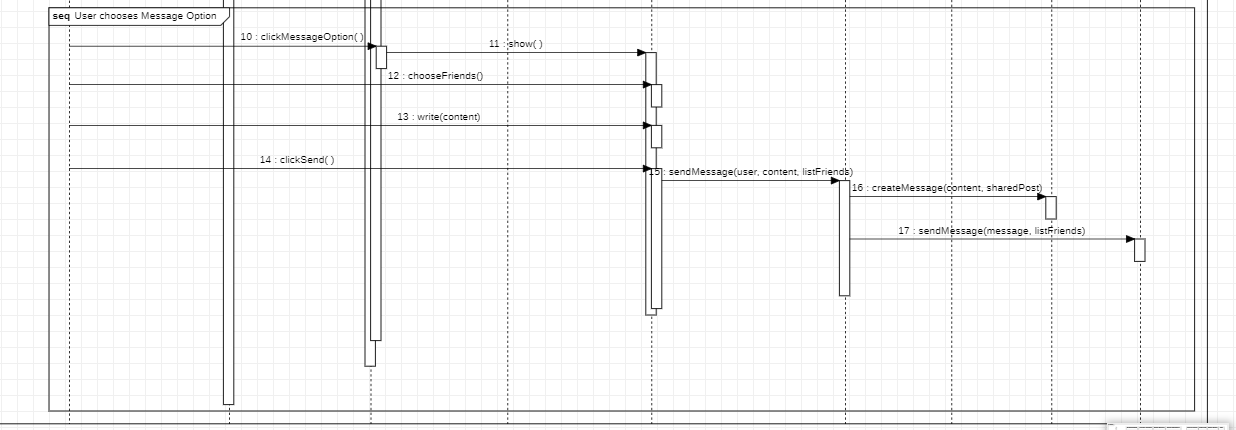 seq User chooses Message Option
10 : clickMessageOption( )
11 : show( )
12 : chooseFriends()
13 : write(content)
14 : clickSend( )
15 : sendMessage(user, content, listFriends)
16 : createMessage(content, sharedPost)
17 : sendMessage(message, listFriends)